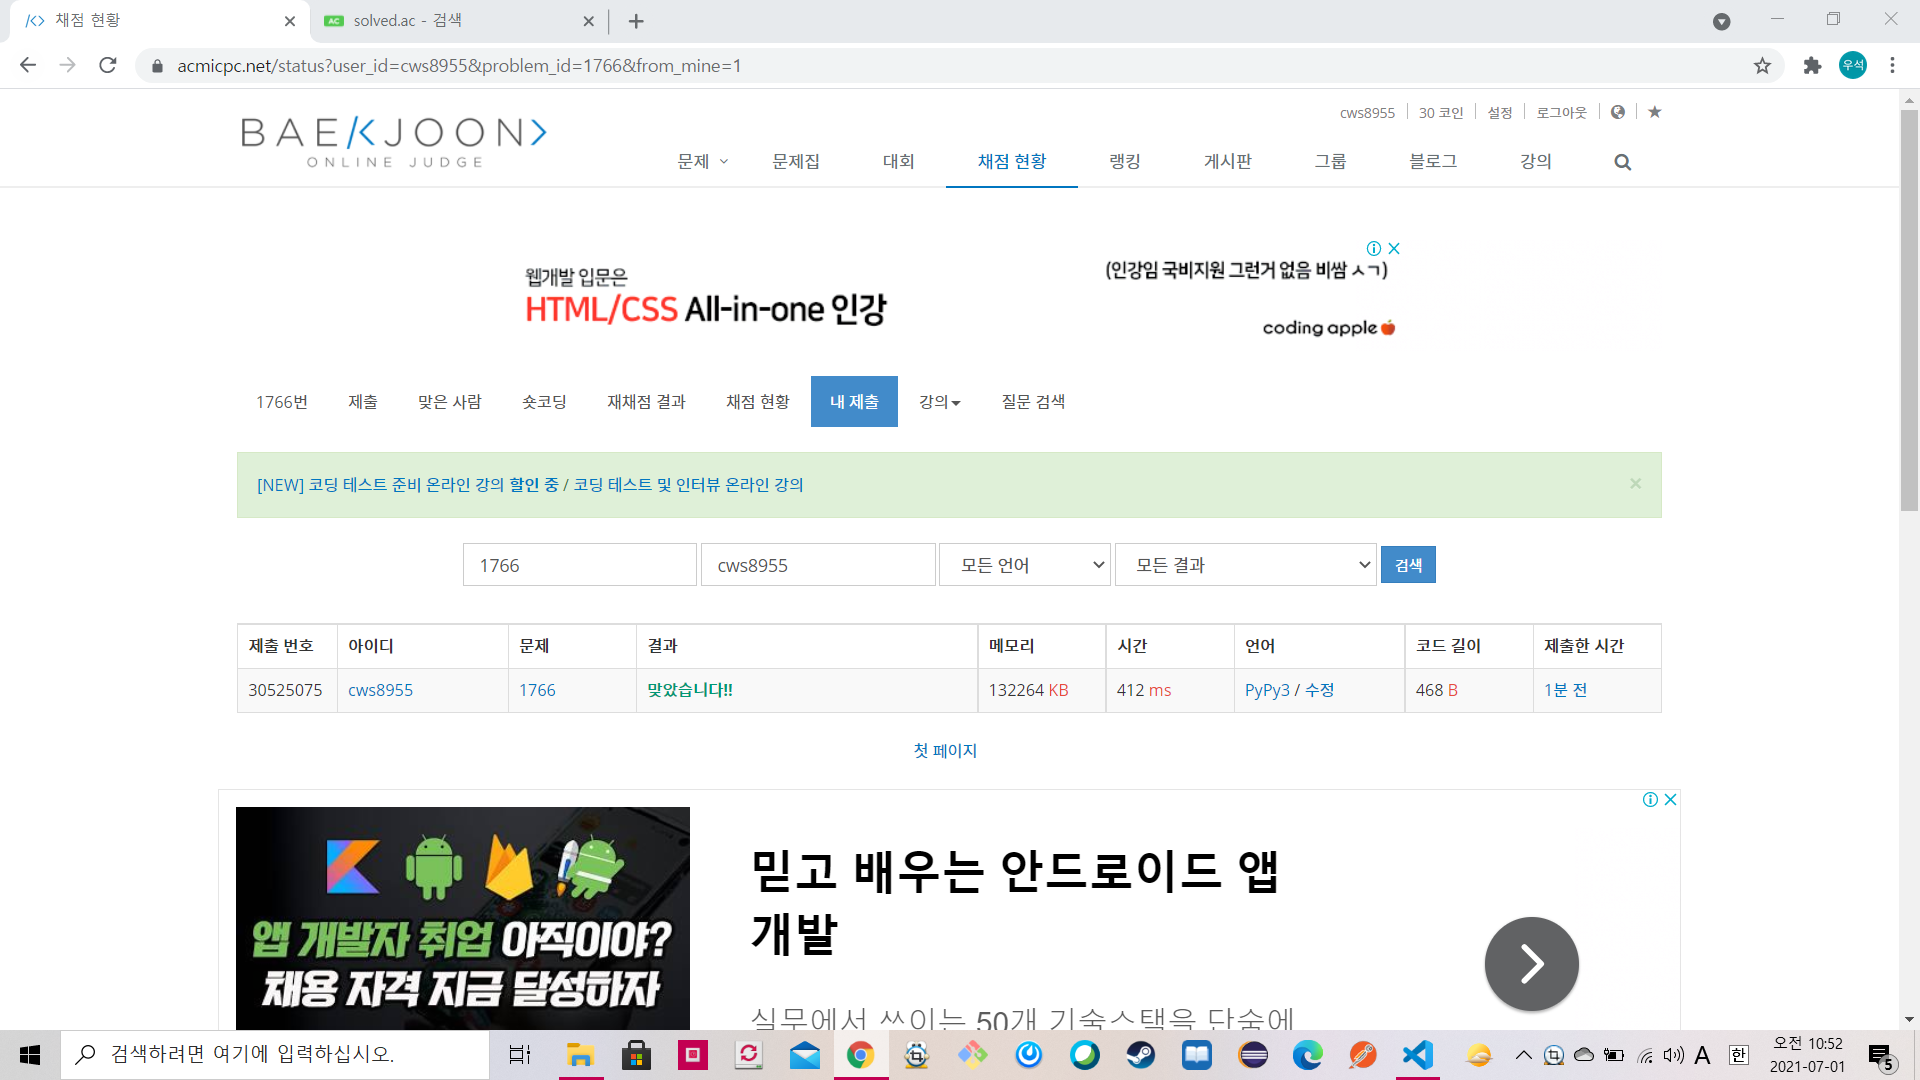 채점 현황
solved.ac - 검색
acmicpc.net/status?user_id=cws8955&problem_id=1766&from_mine=1
우석
cws8955
30 코인
설정
로그아웃
BAEKJOON>
ONLINE JUDGE
문제
문제집
대회
채점 현황
랭킹
게시판
그룹
블로그
강의
웹개발 입문은
HTML/CSS All-in-one 인강
(인강임 국비지원 그런거 없음 비쌈 ㅅㄱ)
coding apple
1766번
제출
맞은 사람
숏코딩
재채점 결과
채점 현황
내 제출
강의
질문 검색
[NEW] 코딩 테스트 준비 온라인 강의 할인 중 / 코딩 테스트 및 인터뷰 온라인 강의
×
1766
cws8955
모든 언어
모든 결과
검색
제출 번호 아이디 문제 결과 메모리 시간 언어 코드 길이 제출한 시간
30525075 cws8955 1766 맞았습니다!! 132264 KB 412 ms PyPy3 / 수정 468 B 1분 전
첫 페이지
앱 개발자 취업 아직이야?
채용 자격 지금 달성하자
믿고 배우는 안드로이드 앱
개발
실무에서 쓰이는 50개 기술스택을 단숨에
검색하려면 여기에 입력하십시오.
A
한
오전 10:52
2021-07-01
5